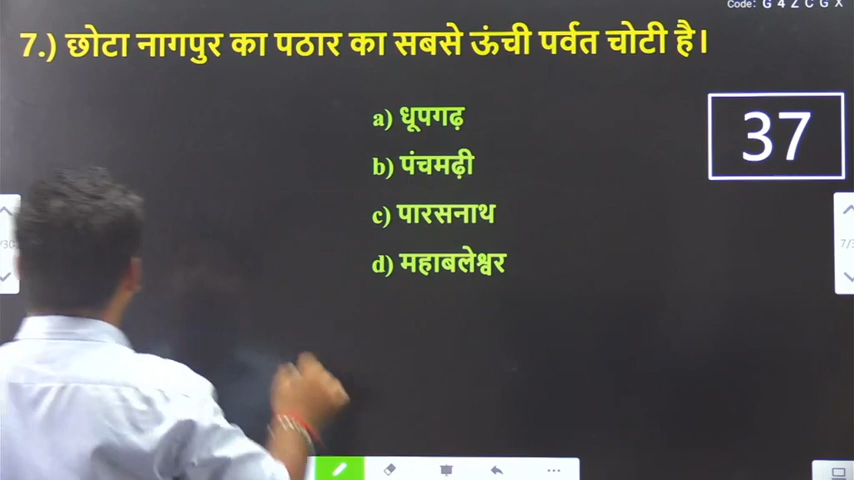 Code: G 4 Z C G X
7.) छोटा नागपुर का पठार का सबसे ऊंची पर्वत चोटी है।
a) धूपगढ़
37
b) पंचमढ़ी
c) पारसनाथ
d) महाबलेश्वर